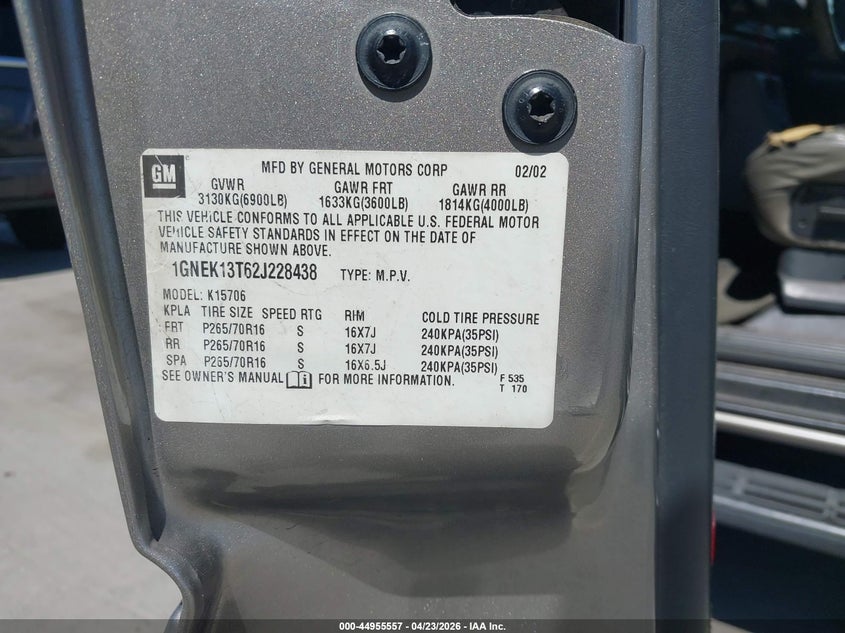 GM
MFD BY GENERAL MOTORS CORP 02/02
GVWR GAWR FRT GAWR RR
3130KG(6900LB) 1633KG(3600LB) 1814KG(4000LB)
THIS VEHICLE CONFORMS TO ALL APPLICABLE U.S. FEDERAL MOTOR
VEHICLE SAFETY STANDARDS IN EFFECT ON THE DATE OF
MANUFACTURE SHOWN ABOVE.
1GNEK13T62J228438 TYPE: M.P.V.
MODEL: K15706
KPLA TIRE SIZE SPEED RTG RIM COLD TIRE PRESSURE
FRT P265/70R16 S 16X7J 240KPA(35PSI)
RR P265/70R16 S 16X7J 240KPA(35PSI)
SPA P265/70R16 S 16X6.5J 240KPA(35PSI)
SEE OWNER'S MANUAL i FOR MORE INFORMATION. F 535
T 170
000-44955557 - 04/23/2026 - IAA Inc.